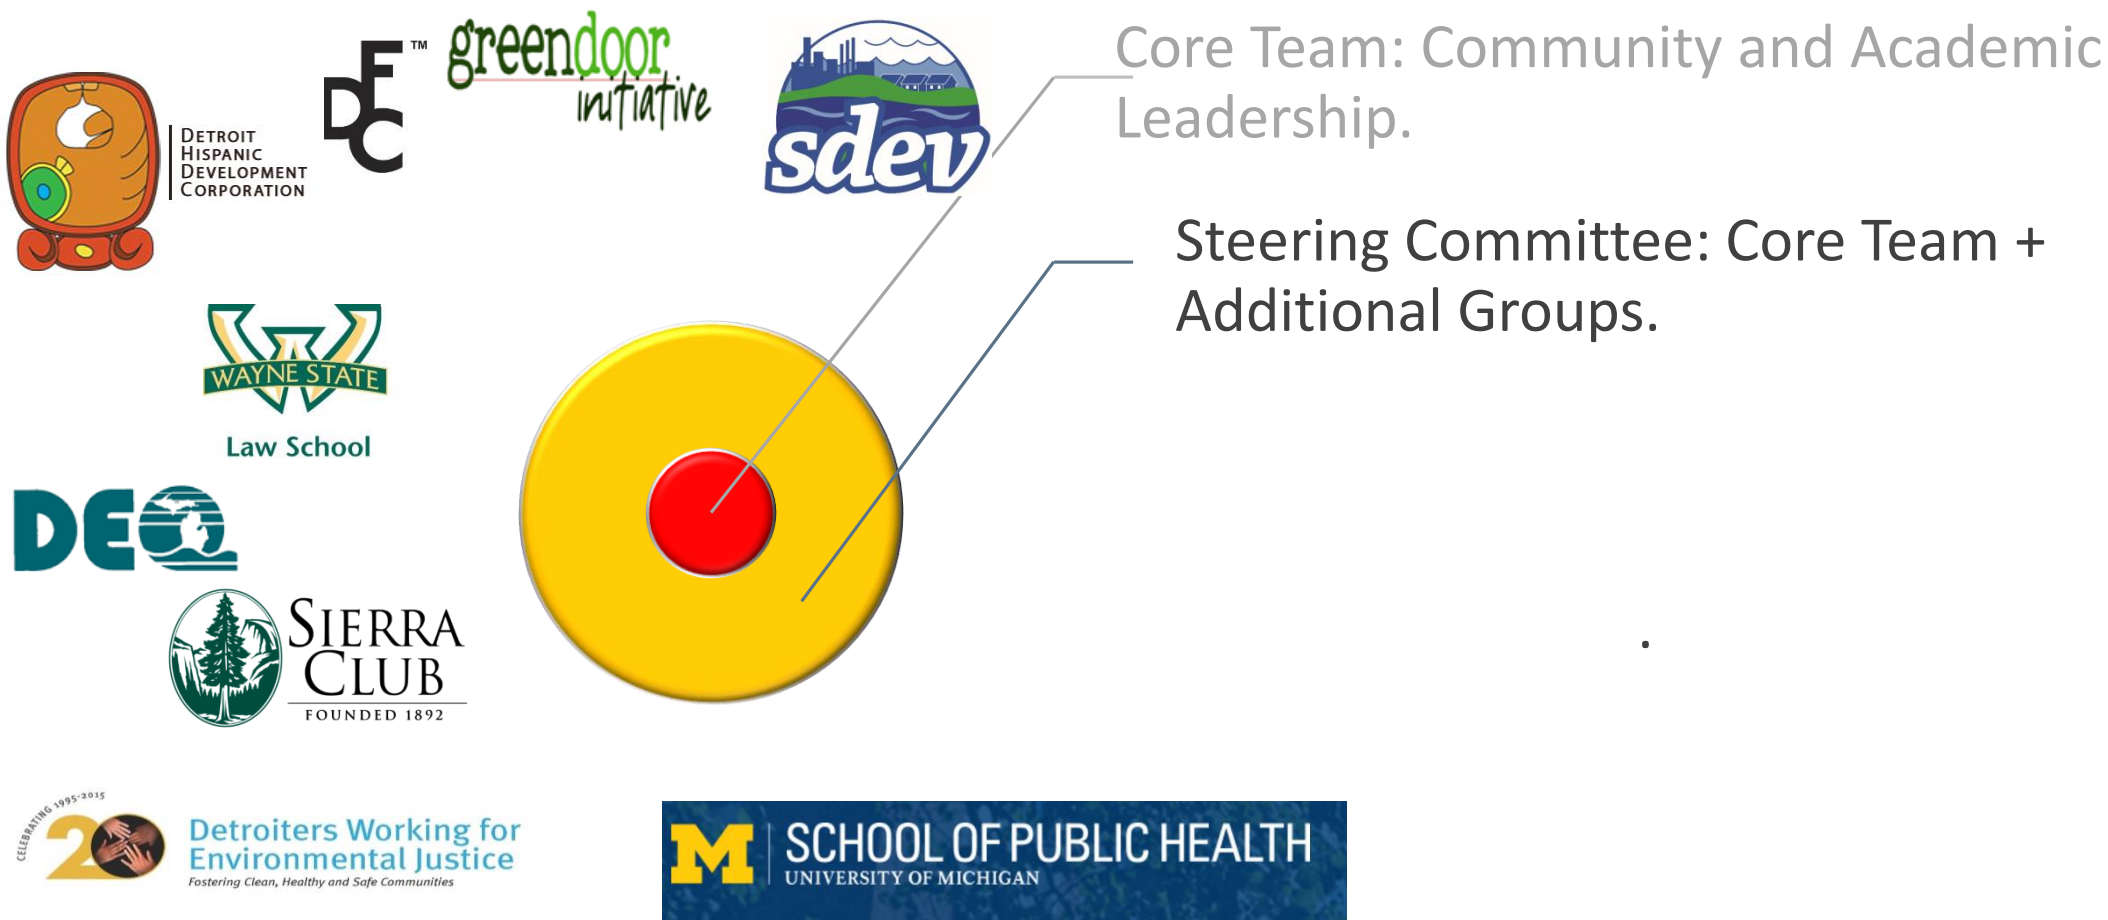 greendoor
initiative
DFC™
sdev
Core Team: Community and Academic
Leadership.
DETROIT
HISPANIC
DEVELOPMENT
CORPORATION
Steering Committee: Core Team +
Additional Groups.
W
WAYNE STATE
Law School
DEQ
SIERRA
CLUB
FOUNDED 1892
.
CELEBRATING 1995-2015
20
Detroiters Working for
Environmental Justice
Fostering Clean, Healthy and Safe Communities
M
SCHOOL OF PUBLIC HEALTH
UNIVERSITY OF MICHIGAN